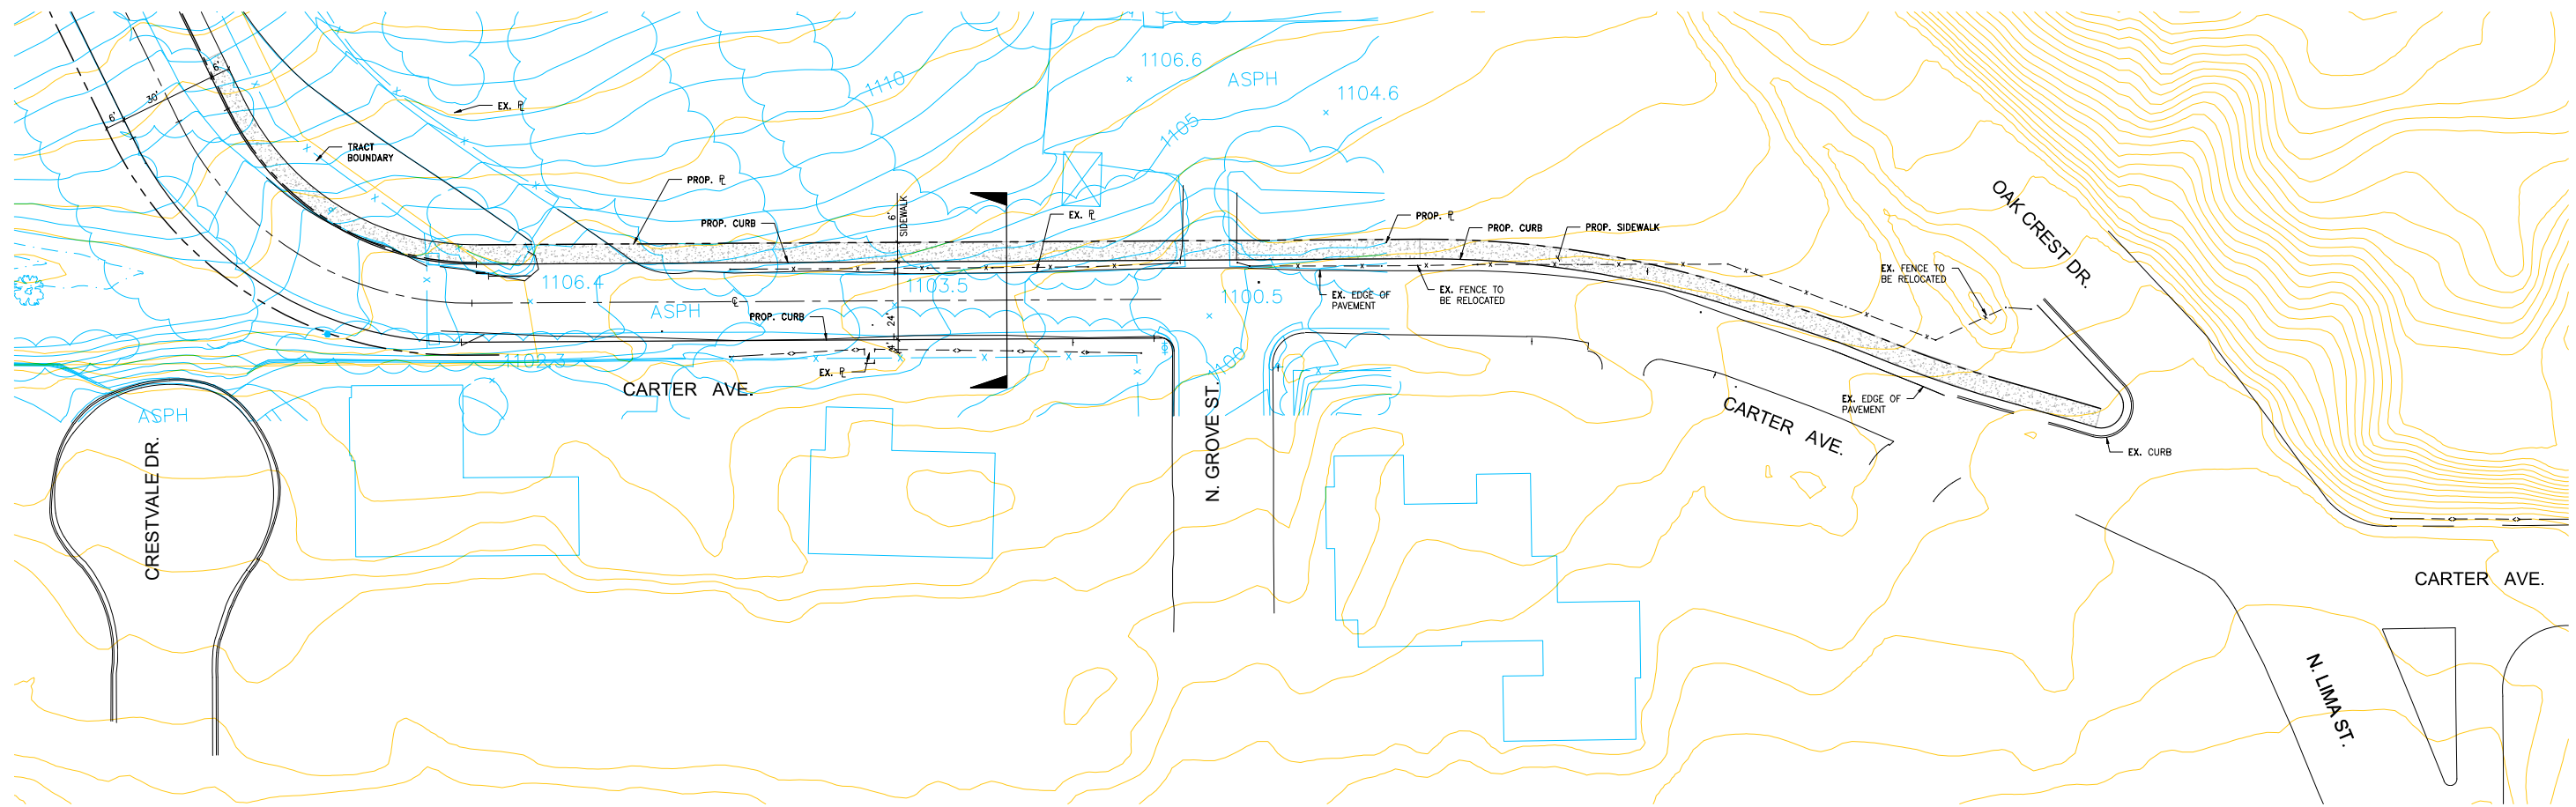 6'
30'
6'
EX. ⅊
1110
1106.6
ASPH
1104.6
1105
TRACT
BOUNDARY
PROP. ⅊
PROP. CURB
6'
SIDEWALK
EX. ⅊
PROP. ⅊
PROP. CURB
PROP. SIDEWALK
OAK CREST DR.
EX. FENCE TO
BE RELOCATED
1106.4
ASPH
℄
PROP. CURB
24'
1103.5
1100.5
EX. EDGE OF
PAVEMENT
EX. FENCE TO
BE RELOCATED
1102.3
EX. ⅊
CARTER AVE.
1100
N. GROVE ST.
CARTER AVE.
EX. EDGE OF
PAVEMENT
EX. CURB
ASPH
CRESTVALE DR.
CARTER AVE.
N. LIMA ST.